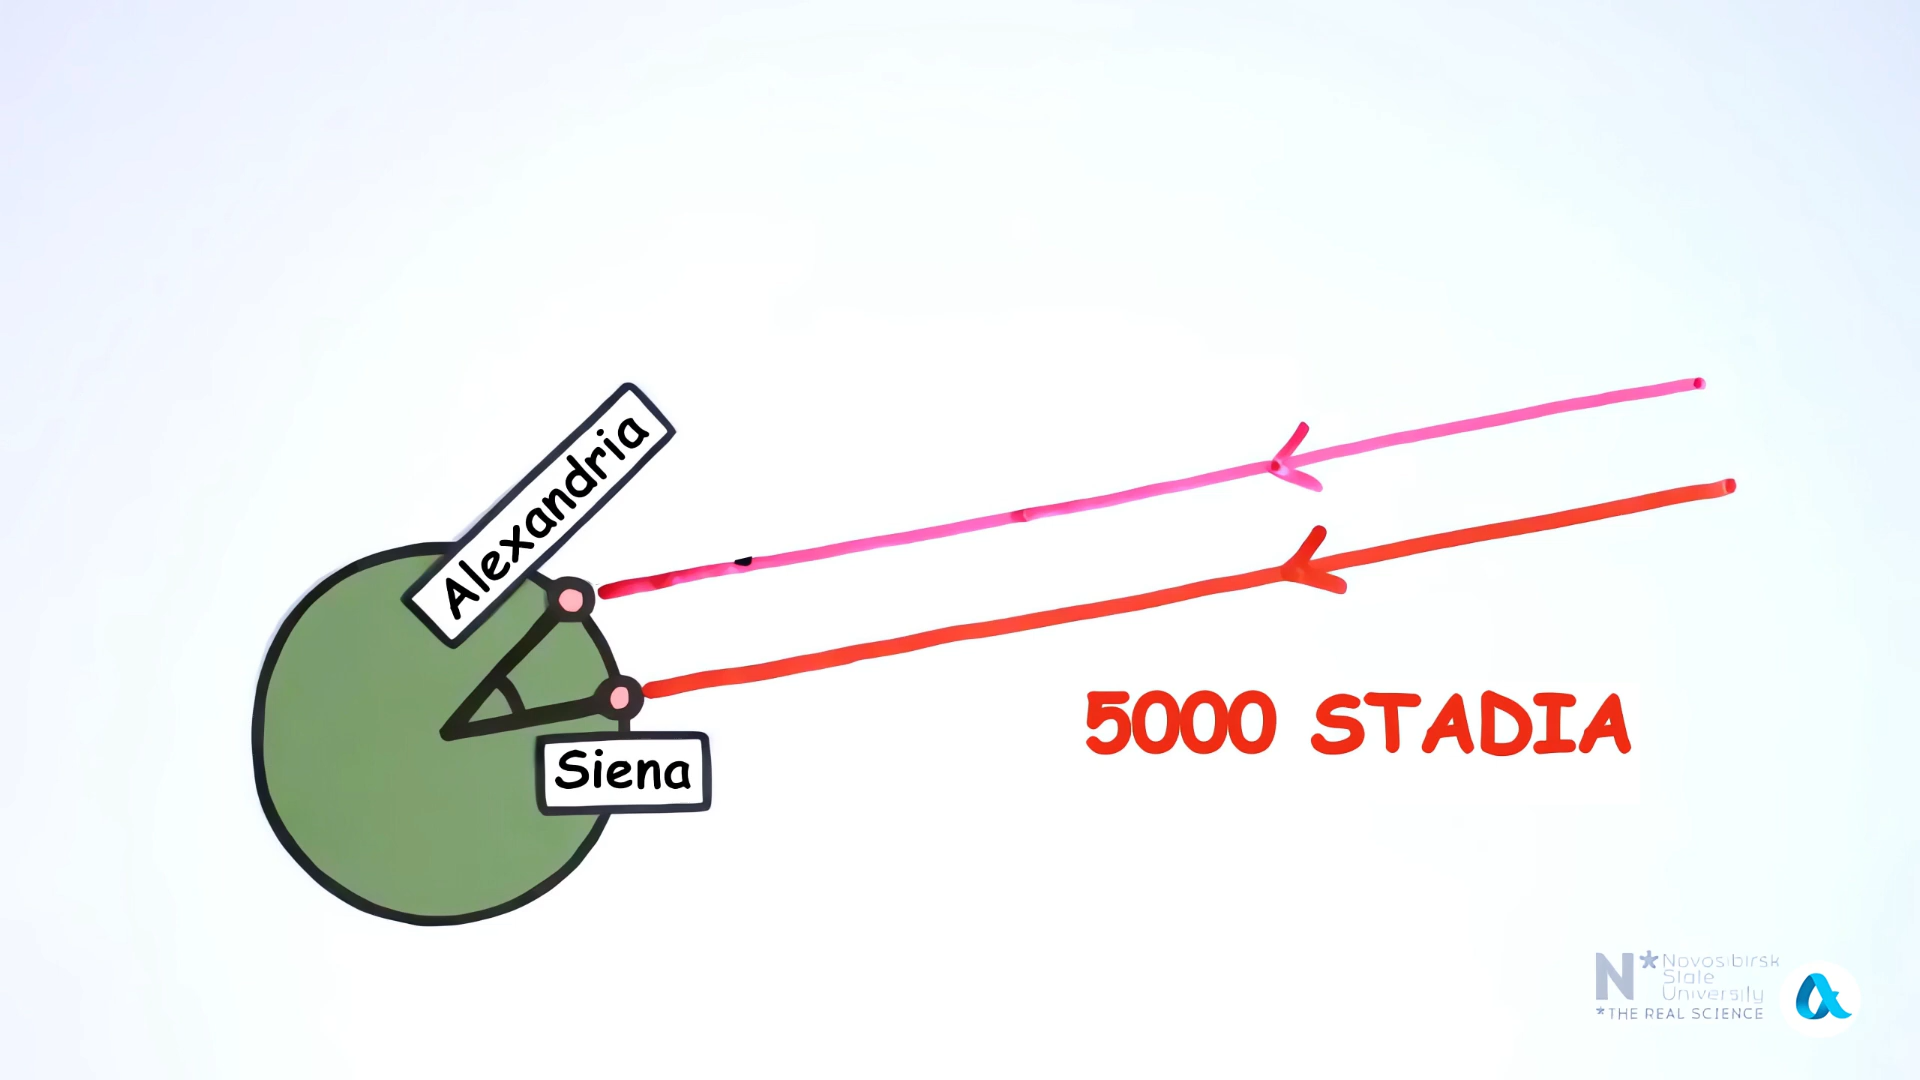 Alexandria
Siena
5000 STADIA
N* Novosibirsk
State
University
*THE REAL SCIENCE